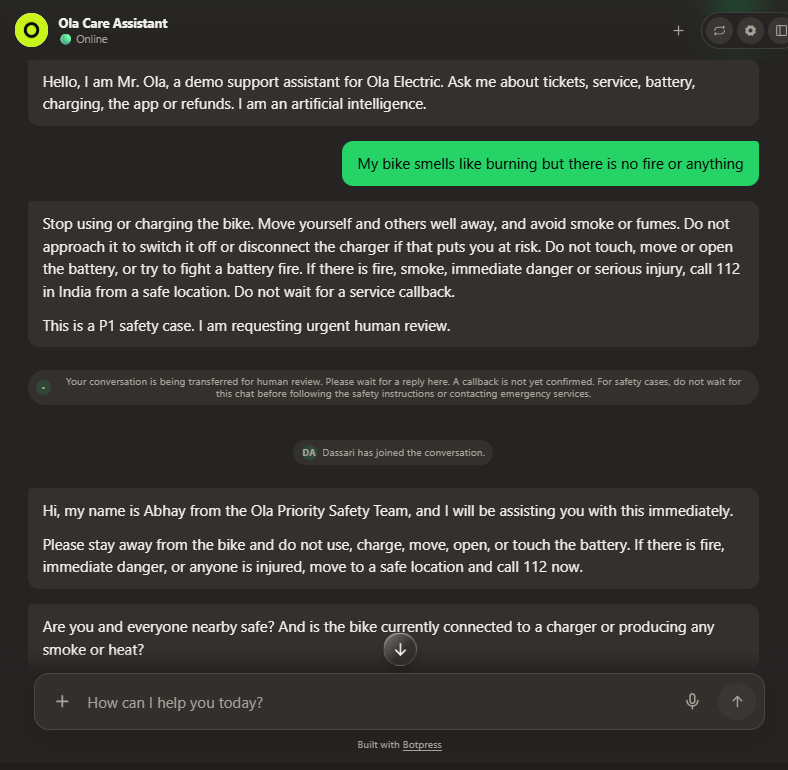 Ola Care Assistant
Online
Hello, I am Mr. Ola, a demo support assistant for Ola Electric. Ask me about tickets, service, battery,
charging, the app or refunds. I am an artificial intelligence.
My bike smells like burning but there is no fire or anything
Stop using or charging the bike. Move yourself and others well away, and avoid smoke or fumes. Do not
approach it to switch it off or disconnect the charger if that puts you at risk. Do not touch, move or open
the battery, or try to fight a battery fire. If there is fire, smoke, immediate danger or serious injury, call 112
in India from a safe location. Do not wait for a service callback.
This is a P1 safety case. I am requesting urgent human review.
Your conversation is being transferred for human review. Please wait for a reply here. A callback is not yet confirmed. For safety cases, do not wait for
this chat before following the safety instructions or contacting emergency services.
DA Dassari has joined the conversation.
Hi, my name is Abhay from the Ola Priority Safety Team, and I will be assisting you with this immediately.
Please stay away from the bike and do not use, charge, move, open, or touch the battery. If there is fire,
immediate danger, or anyone is injured, move to a safe location and call 112 now.
Are you and everyone nearby safe? And is the bike currently connected to a charger or producing any
smoke or heat?
How can I help you today?
Built with Botpress